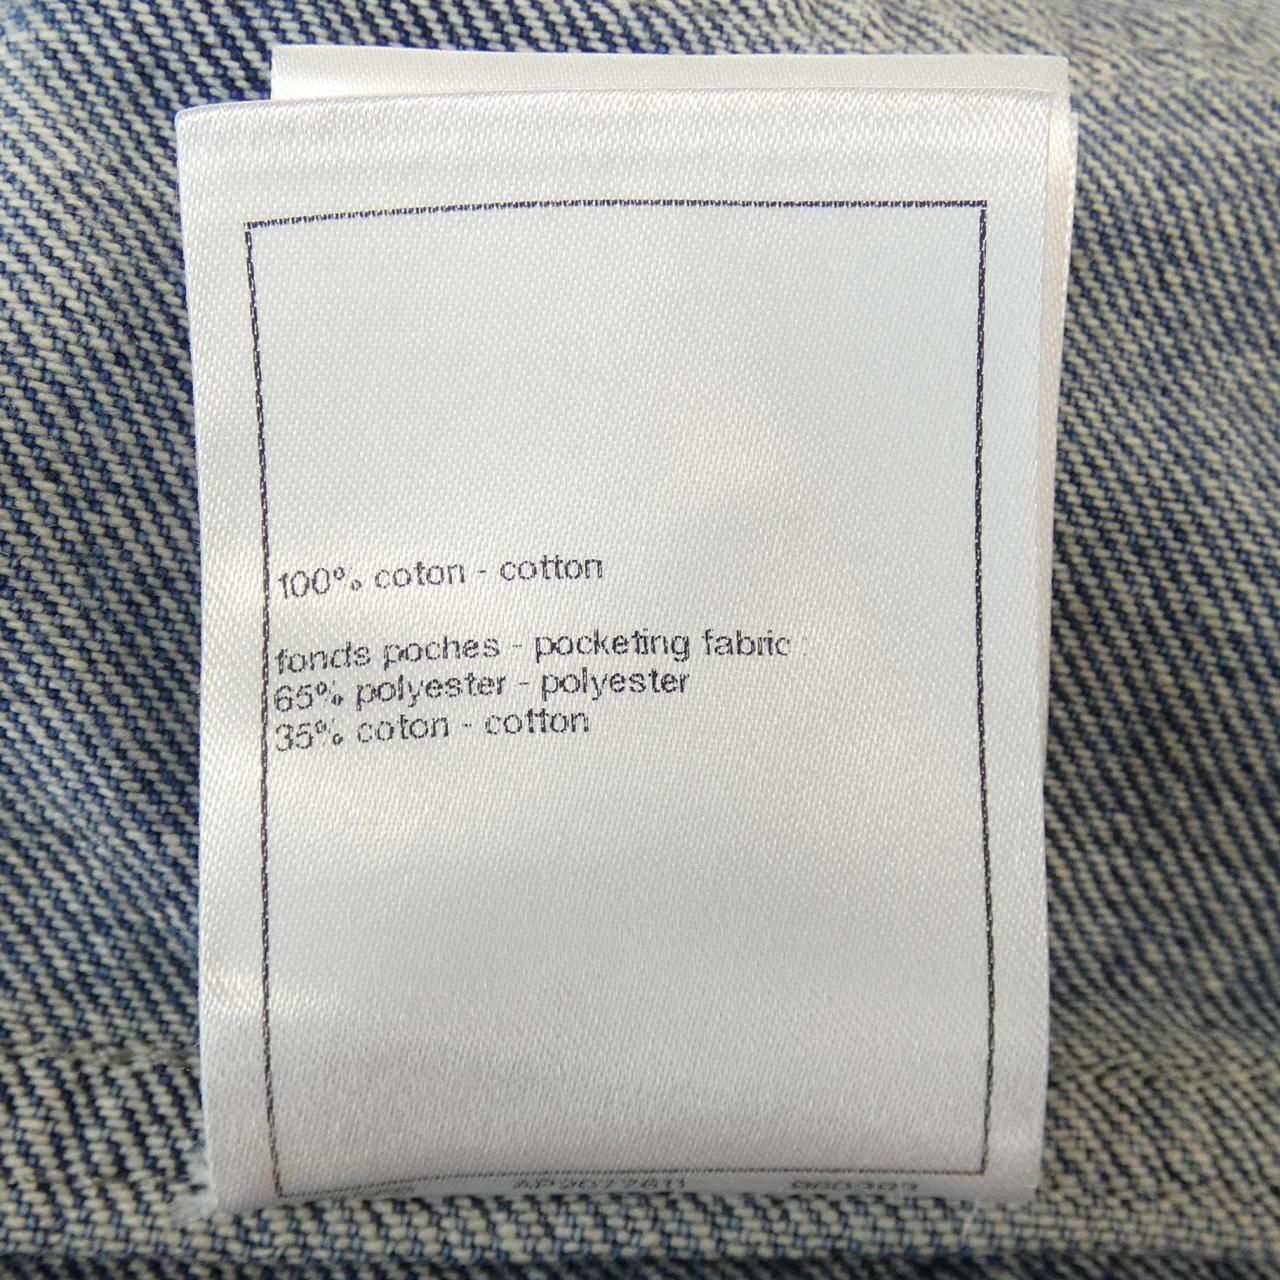 100% coton - cotton
fonds poches - pocketing fabric :
65% polyester - polyester
35% coton - cotton